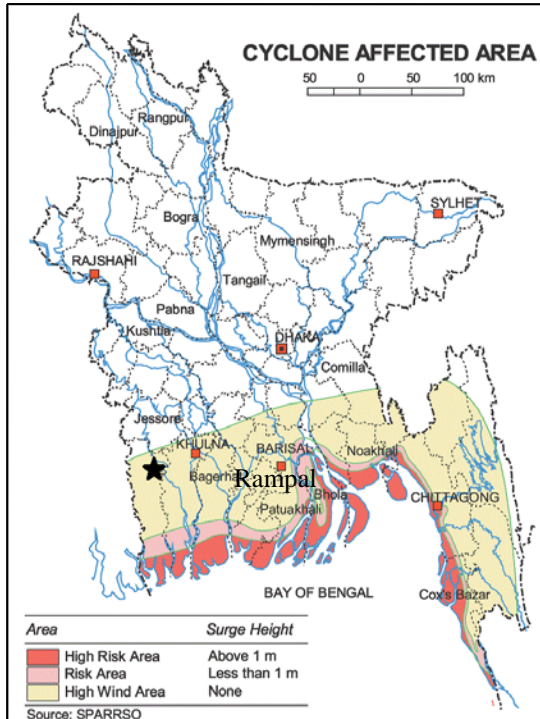 CYCLONE AFFECTED AREA
50 0 50 100 km
Rangpur
Dinajpur
SYLHET
Bogra
Mymensingh
RAJSHAHI
Tangail
Pabna
Kushtia
DHAKA
Comilla
Jessore
KHULNA
BARISAL
Noakhali
Bagerhat
Rampal
Bhola
Patuakhali
CHITTAGONG
BAY OF BENGAL
Cox's Bazar
Area Surge Height
High Risk Area Above 1 m
Risk Area Less than 1 m
High Wind Area None
Source: SPARRSO
1